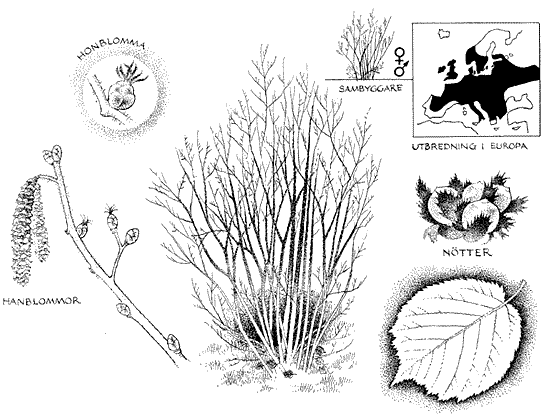 HONBLOMMA
SAMBYGGARE
UTBREDNING I EUROPA
NÖTTER
HANBLOMMOR